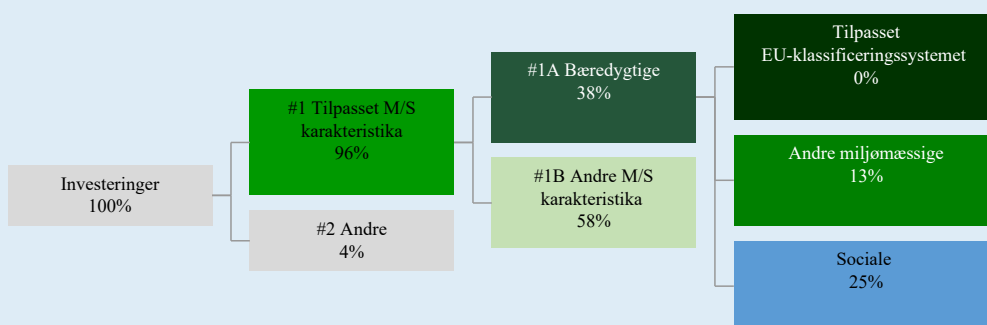 Investeringer
100%
#1 Tilpasset M/S
karakteristika
96%
#2 Andre
4%
#1A Bæredygtige
38%
#1B Andre M/S
karakteristika
58%
Tilpasset
EU-klassificeringssystemet
0%
Andre miljømæssige
13%
Sociale
25%